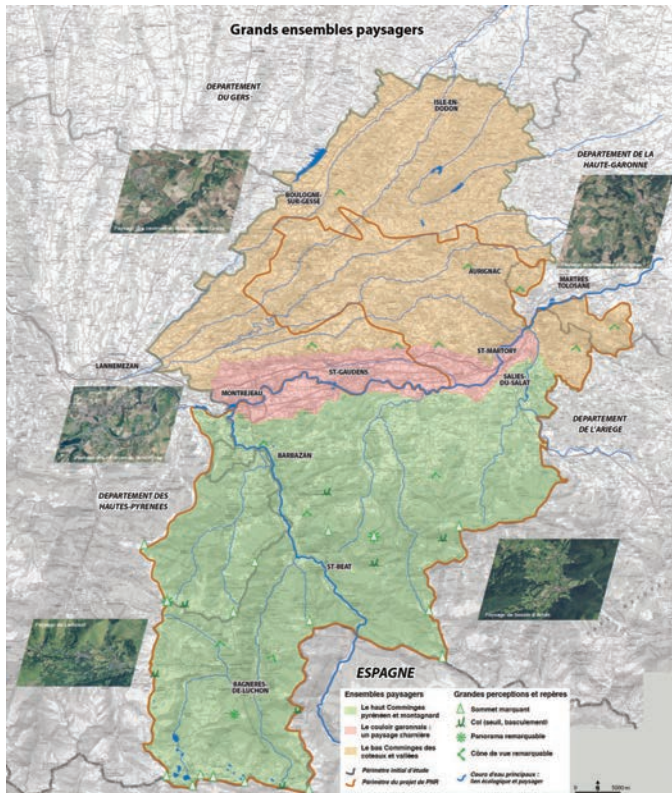 Grands ensembles paysagers
ISLE-EN-
DODON
DEPARTEMENT
DU GERS
DEPARTEMENT DE LA
HAUTE-GARONNE
BOULOGNE-
SUR-GESSE
AURIGNAC
MARTRES
TOLOSANE
ST-MARTORY
LANNEMEZAN
ST-GAUDENS
SALIES-
DU-SALAT
MONTREJEAU
DEPARTEMENT
DE L'ARIEGE
BARBAZAN
DEPARTEMENT DES
HAUTES-PYRENEES
ST-BEAT
BAGNERES-
DE-LUCHON
ESPAGNE
Ensembles paysagers
Le haut Comminges
pyrénéen et montagnard
Le couloir garonnais :
un paysage charnière
Le bas Comminges des
coteaux et vallées
Périmètre initial d'étude
Périmètre du projet de PNR
Grandes perceptions et repères
Sommet marquant
Col (seuil, basculement)
Panorama remarquable
Cône de vue remarquable
Cours d'eau principaux :
lien écologique et paysager